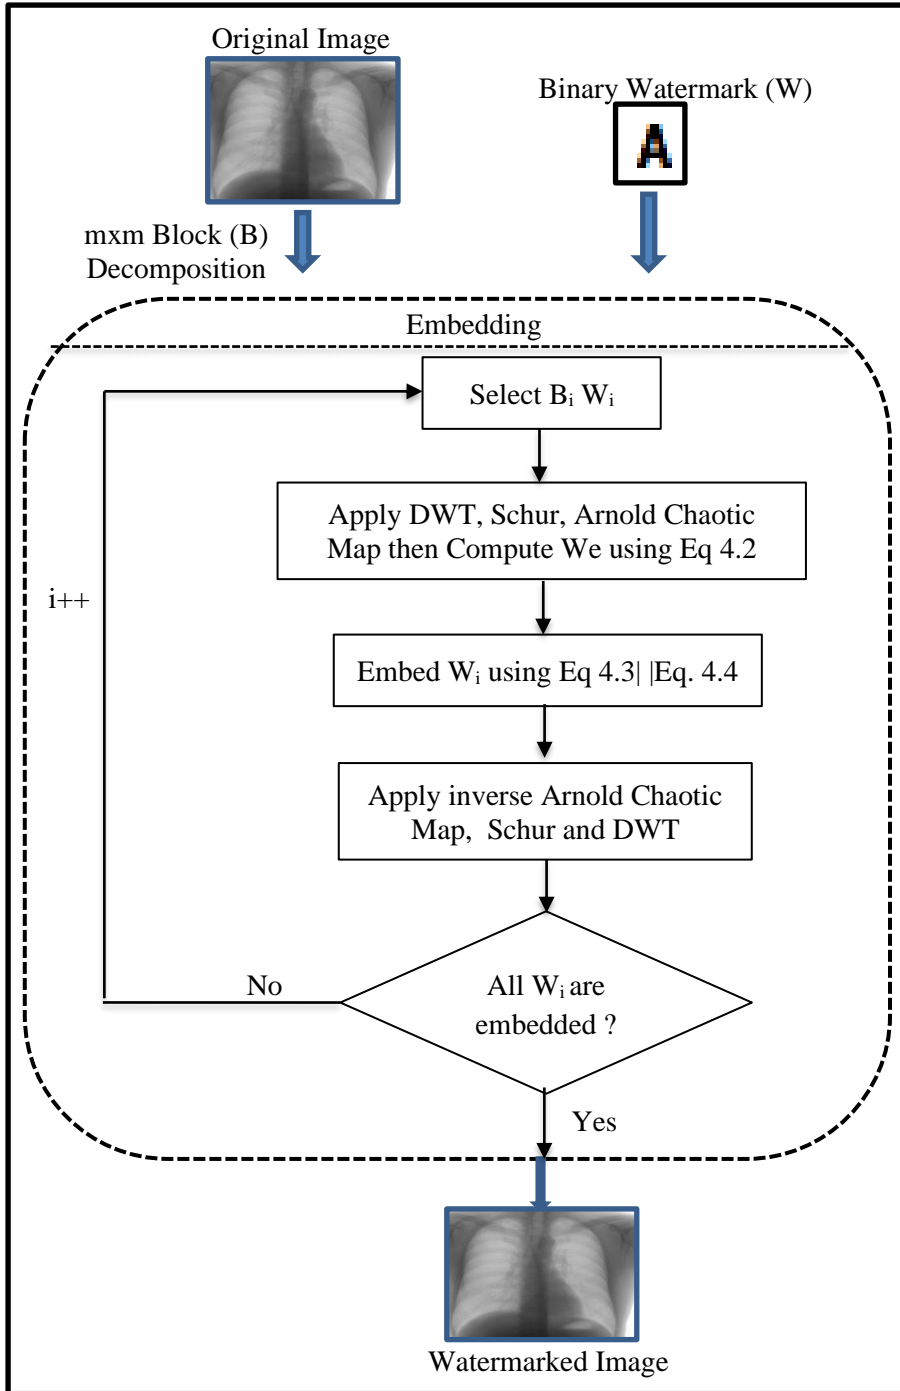 Original Image
Binary Watermark (W)
A
mxm Block (B)
Decomposition
Embedding
Select Bᵢ Wᵢ
Apply DWT, Schur, Arnold Chaotic
Map then Compute We using Eq 4.2
i++
Embed Wᵢ using Eq 4.3| |Eq. 4.4
Apply inverse Arnold Chaotic
Map, Schur and DWT
No
All Wᵢ are
embedded ?
Yes
Watermarked Image